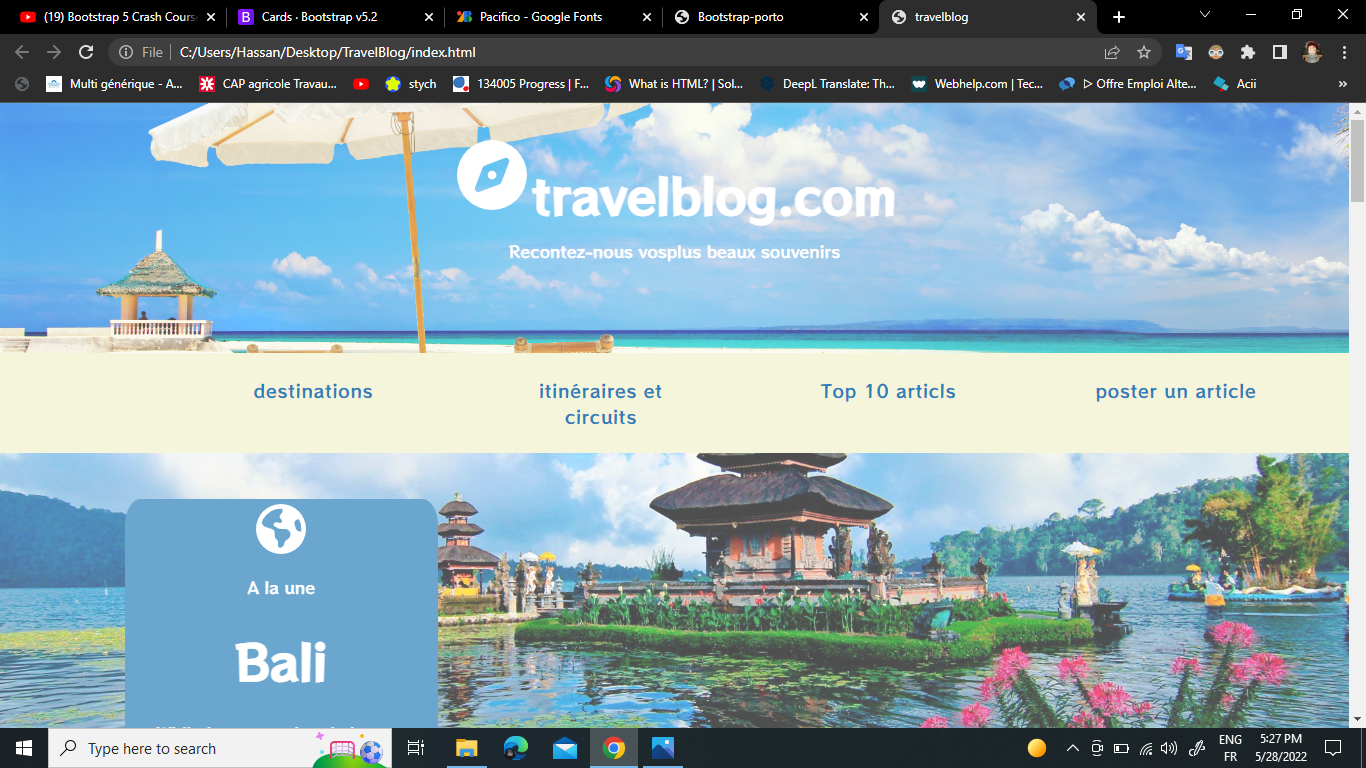 (19) Bootstrap 5 Crash Cours
Cards · Bootstrap v5.2
Pacifico - Google Fonts
Bootstrap-porto
travelblog
File
C:/Users/Hassan/Desktop/TravelBlog/index.html
Multi générique - A...
CAP agricole Travau...
stych
134005 Progress | F...
What is HTML? | Sol...
DeepL Translate: Th...
Webhelp.com | Tec...
ᐅ Offre Emploi Alte...
Acii
»
travelblog.com
Recontez-nous vosplus beaux souvenirs
destinations
itinéraires et
circuits
Top 10 articls
poster un article
A la une
Bali
Type here to search
ENG
FR
5:27 PM
5/28/2022